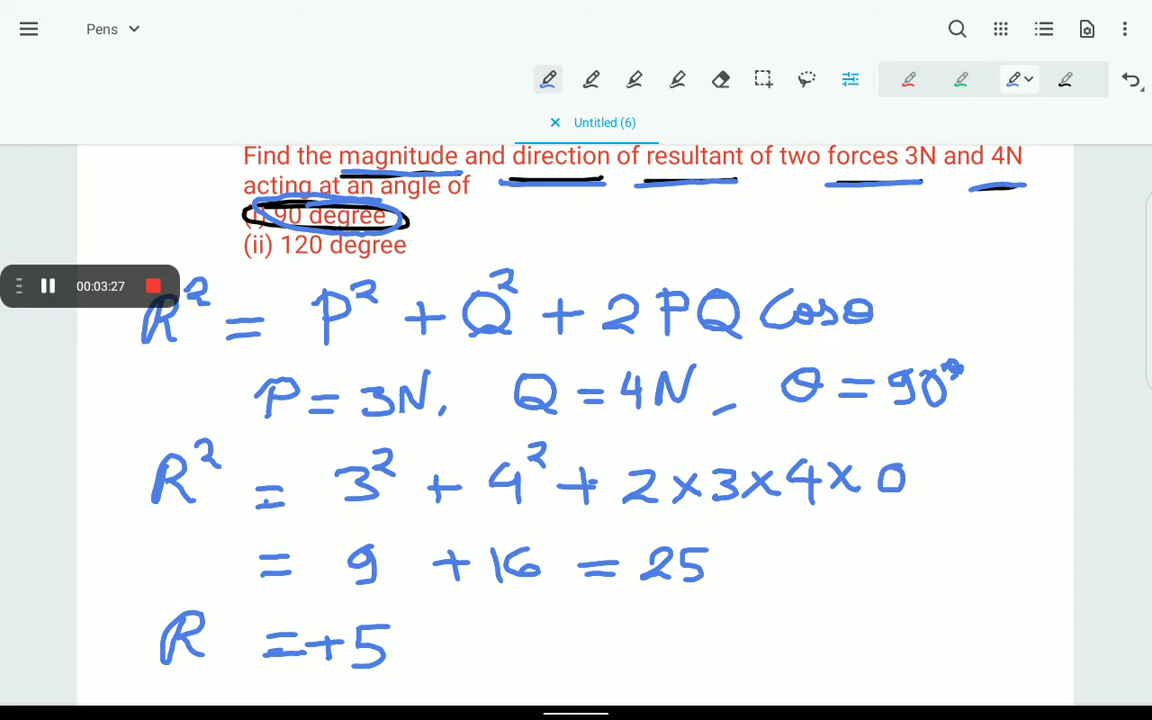 Pens
Untitled (6)
Find the magnitude and direction of resultant of two forces 3N and 4N
acting at an angle of
(i) 90 degree
(ii) 120 degree
00:03:27
R² = P² + Q² + 2PQ Cosθ
P = 3N, Q = 4N, θ = 90°
R² = 3² + 4² + 2×3×4×0
= 9 + 16 = 25
R = +5